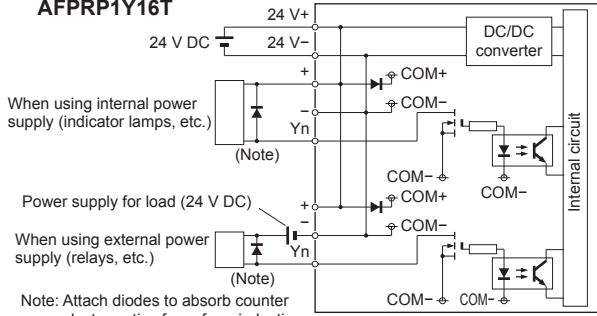 AFPRP1Y16T
24 V+
24 V DC
24 V−
DC/DC
converter
+
COM+
When using internal power
supply (indicator lamps, etc.)
−
COM−
Yn
(Note)
COM−
COM−
Internal circuit
Power supply for load (24 V DC)
+
COM+
−
COM−
When using external power
supply (relays, etc.)
Yn
(Note)
COM−
COM−
Note: Attach diodes to absorb counter